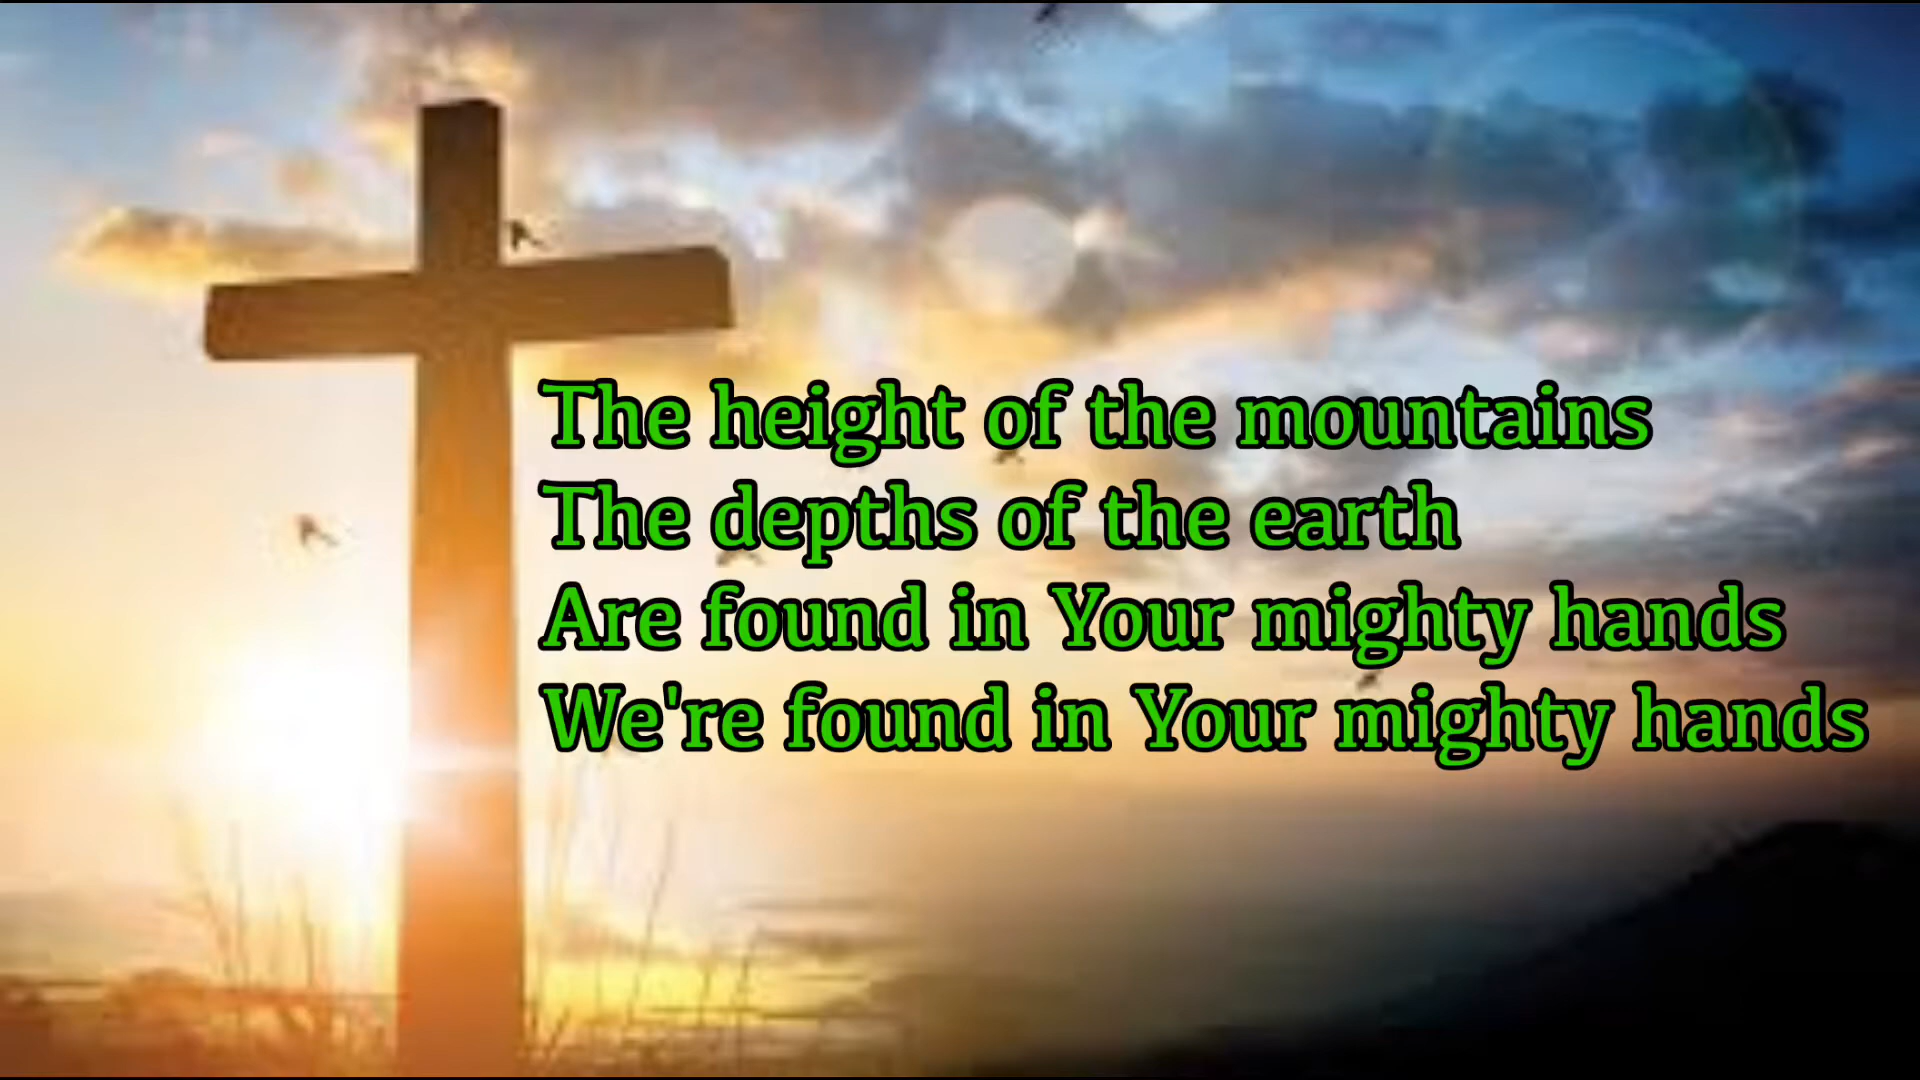 The height of the mountains
The depths of the earth
Are found in Your mighty hands
We're found in Your mighty hands